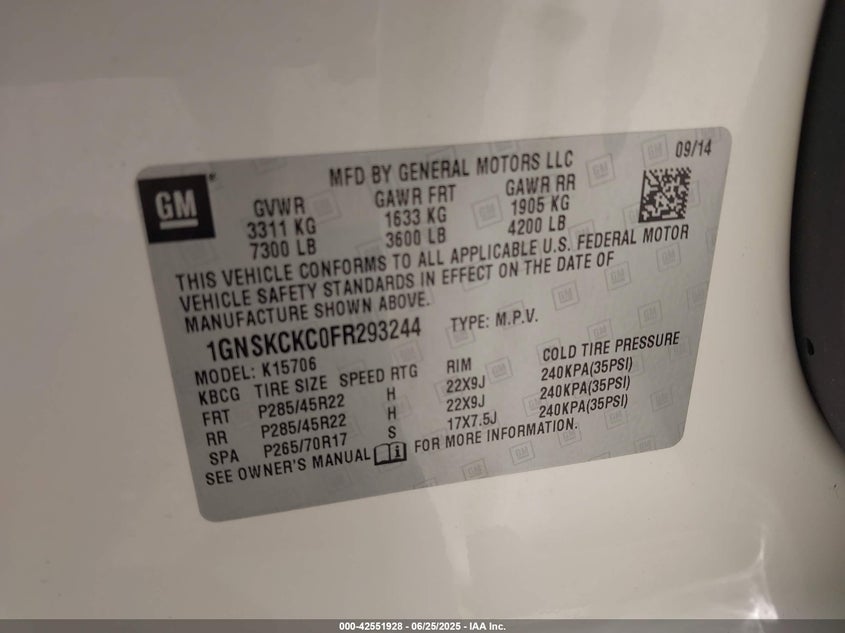 MFD BY GENERAL MOTORS LLC
09/14
GM
®
GVWR GAWR FRT GAWR RR
3311 KG 1633 KG 1905 KG
7300 LB 3600 LB 4200 LB
THIS VEHICLE CONFORMS TO ALL APPLICABLE U.S. FEDERAL MOTOR
VEHICLE SAFETY STANDARDS IN EFFECT ON THE DATE OF
MANUFACTURE SHOWN ABOVE.
1GNSKCKC0FR293244 TYPE: M.P.V.
MODEL: K15706
KBCG TIRE SIZE SPEED RTG RIM COLD TIRE PRESSURE
FRT P285/45R22 H 22X9J 240KPA(35PSI)
RR P285/45R22 H 22X9J 240KPA(35PSI)
SPA P265/70R17 S 17X7.5J 240KPA(35PSI)
SEE OWNER'S MANUAL i FOR MORE INFORMATION.
000-42551928 - 06/25/2025 - IAA Inc.